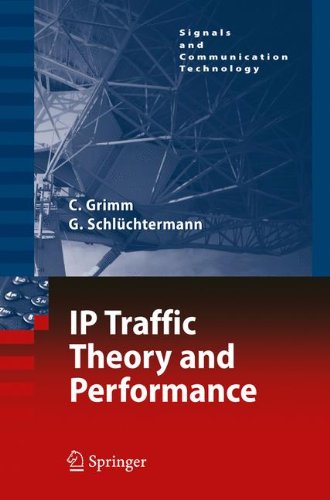 Signals
and
Communication
Technology
C. Grimm
G. Schlüchtermann
IP Traffic
Theory and
Performance
Springer